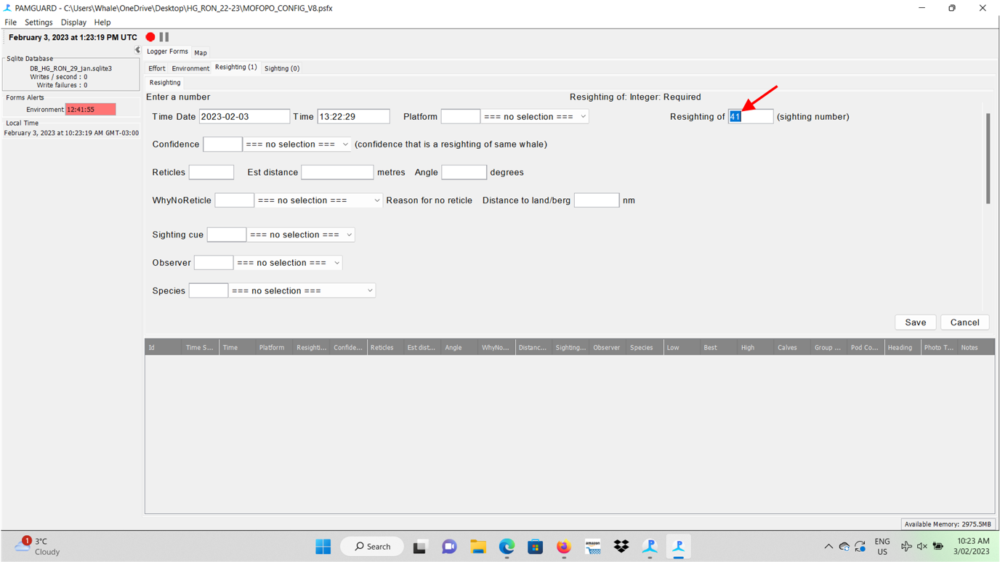 PAMGUARD - C:\Users\Whale\OneDrive\Desktop\HG_RON_22-23\MOFOPO_CONFIG_V8.psfx
File Settings Display Help
February 3, 2023 at 1:23:19 PM UTC
Logger Forms Map
Sqlite Database
DB_HG_RON_29_jan.sqlite3
Writes / second : 0
Write failures : 0
Forms Alerts
Environment 12:41:55
Local Time
February 3, 2023 at 10:23:19 AM GMT-03:00
Effort Environment Resighting (1) Sighting (0)
Resighting
Enter a number Resighting of: Integer: Required
Time Date 2023-02-03 Time 13:22:29 Platform === no selection === Resighting of 41 (sighting number)
Confidence === no selection === (confidence that is a resighting of same whale)
Reticles Est distance metres Angle degrees
WhyNoReticle === no selection === Reason for no reticle Distance to land/berg nm
Sighting cue === no selection ===
Observer === no selection ===
Species === no selection ===
Save Cancel
Id Time S... Time Platform Resighti... Confide... Reticles Est dist... Angle WhyNo... Distanc... Sighting... Observer Species Low Best High Calves Group ... Pod Co... Heading Photo T... Notes
Available Memory: 2975.5MB
1 3°C
Cloudy
Search
amazon
ENG
US
10:23 AM
3/02/2023